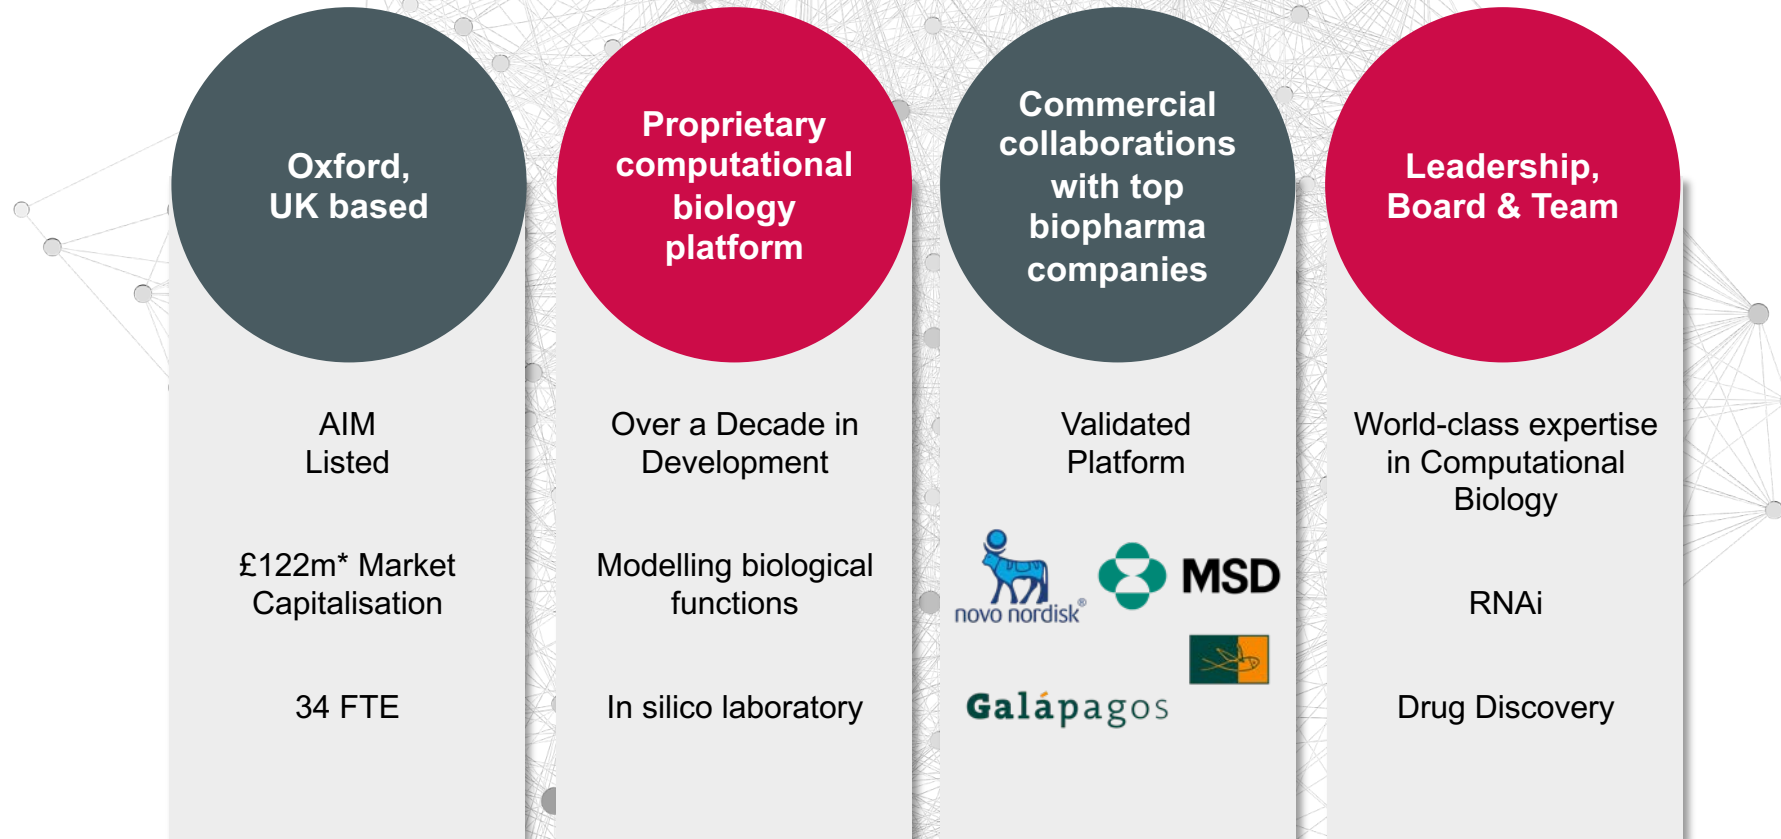 Oxford,
UK based
AIM
Listed
£122m* Market
Capitalisation
34 FTE
Proprietary
computational
biology
platform
Over a Decade in
Development
Modelling biological
functions
In silico laboratory
Commercial
collaborations
with top
biopharma
companies
Validated
Platform
novo nordisk®
MSD
Galápagos
Leadership,
Board & Team
World-class expertise
in Computational
Biology
RNAi
Drug Discovery